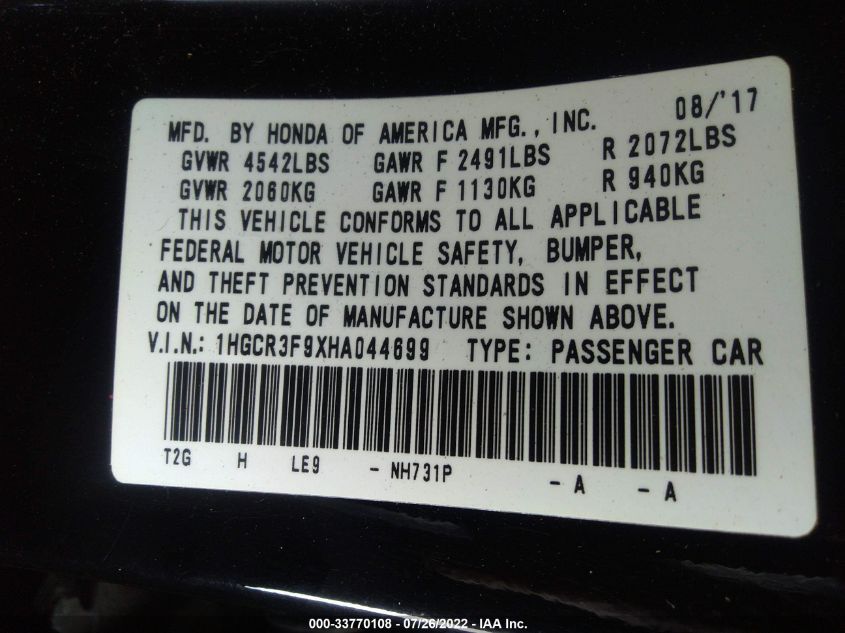 MFD. BY HONDA OF AMERICA MFG., INC. 08/'17
GVWR 4542LBS GAWR F 2491LBS R 2072LBS
GVWR 2060KG GAWR F 1130KG R 940KG
THIS VEHICLE CONFORMS TO ALL APPLICABLE
FEDERAL MOTOR VEHICLE SAFETY, BUMPER,
AND THEFT PREVENTION STANDARDS IN EFFECT
ON THE DATE OF MANUFACTURE SHOWN ABOVE.
V.I.N.: 1HGCR3F9XHA044699 TYPE: PASSENGER CAR
T2G H LE9 - NH731P - A - A
000-33770108 - 07/26/2022 - IAA Inc.